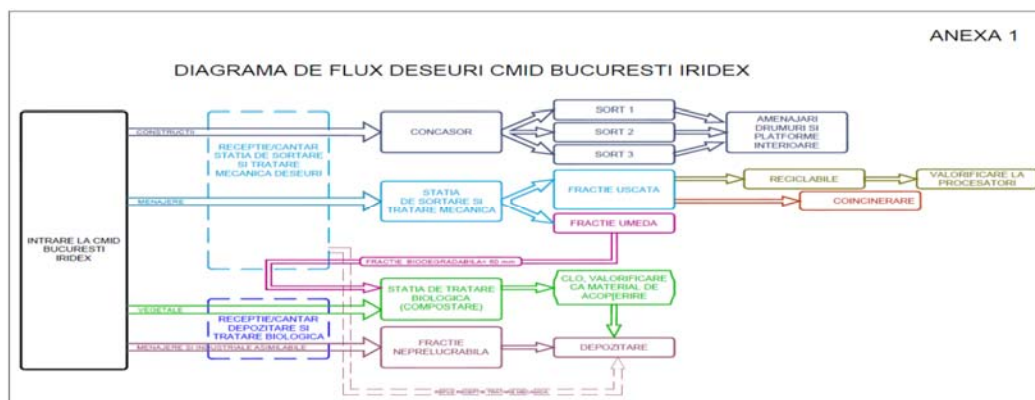 ANEXA 1
DIAGRAMA DE FLUX DESEURI CMID BUCURESTI IRIDEX
INTRARE LA CMID
BUCURESTI
IRIDEX
CONSTRUCTII
RECEPTIE/CANTAR
STATIA DE SORTARE
SI TRATARE
MECANICA DESEURI
CONCASOR
SORT 1
SORT 2
SORT 3
AMENAJARI
DRUMURI SI
PLATFORME
INTERIOARE
MENAJERE
STATIA
DE SORTARE SI
TRATARE MECANICA
FRACTIE USCATA
FRACTIE UMEDA
RECICLABILE
VALORIFICARE LA
PROCESATORI
COINCINERARE
FRACTIE BIODEGRADABILA< 60 mm
VEGETALE
RECEPTIE/CANTAR
DEPOZITARE SI
TRATARE BIOLOGICA
STATIA DE TRATARE
BIOLOGICA
(COMPOSTARE)
CLO, VALORIFICARE
CA MATERIAL DE
ACOP[ERIRE
MENAJERE SI INDUSTRIALE ASIMILABILE
FRACTIE
NEPRELUCRABILA
DEPOZITARE
TRATARE MECANICA